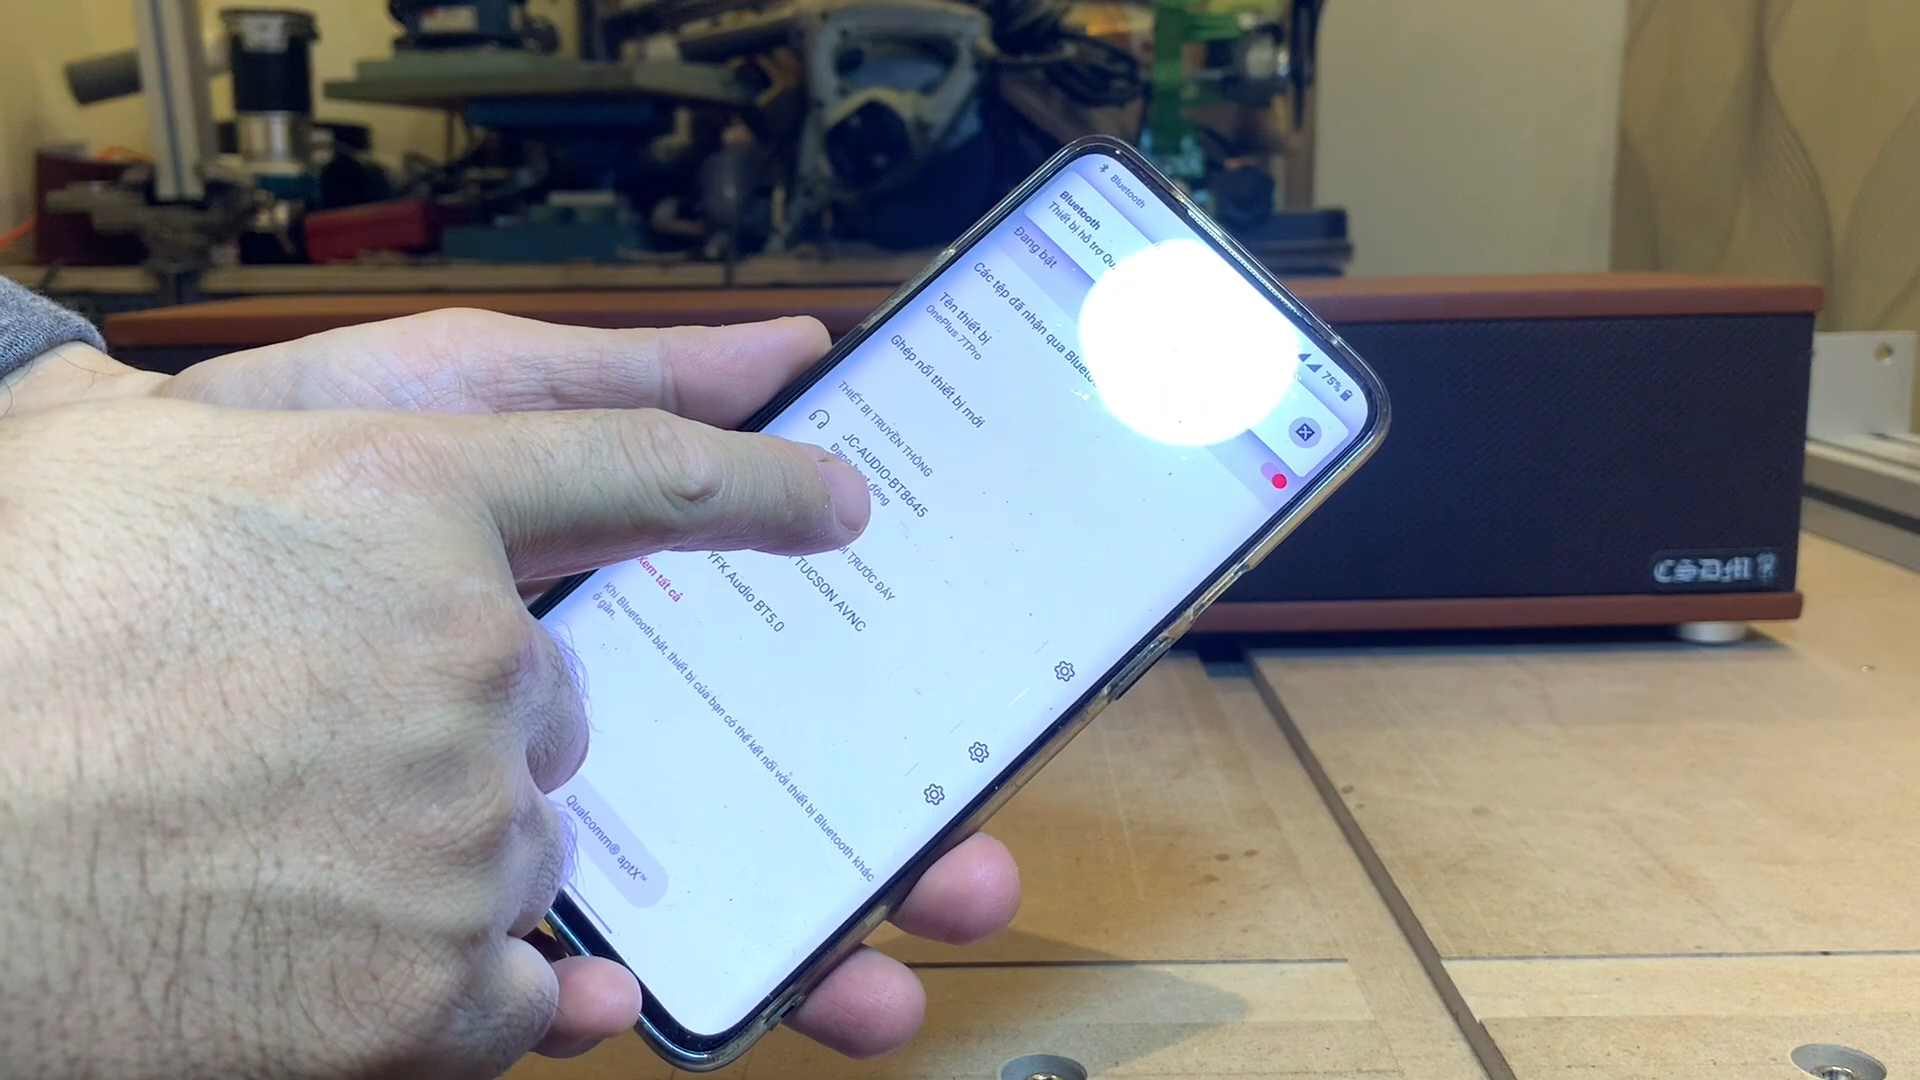 Bluetooth
75%
Bluetooth
Thiết bị hỗ trợ
Đang bật
Các tệp đã nhận qua
Tên thiết bị
OnePlus 7TPro
Ghép nối thiết bị mới
THIẾT BỊ TRUYỀN THÔNG
JC-AUDIO-BT8645
Đang động
TRƯỚC ĐÂY
TUCSON AVNC
YFK Audio BT5.0
Xem tất cả
Khi Bluetooth bật, thiết bị của bạn có thể kết nối với thiết bị Bluetooth khác
ở gần.
Qualcomm® aptX™
CSDM